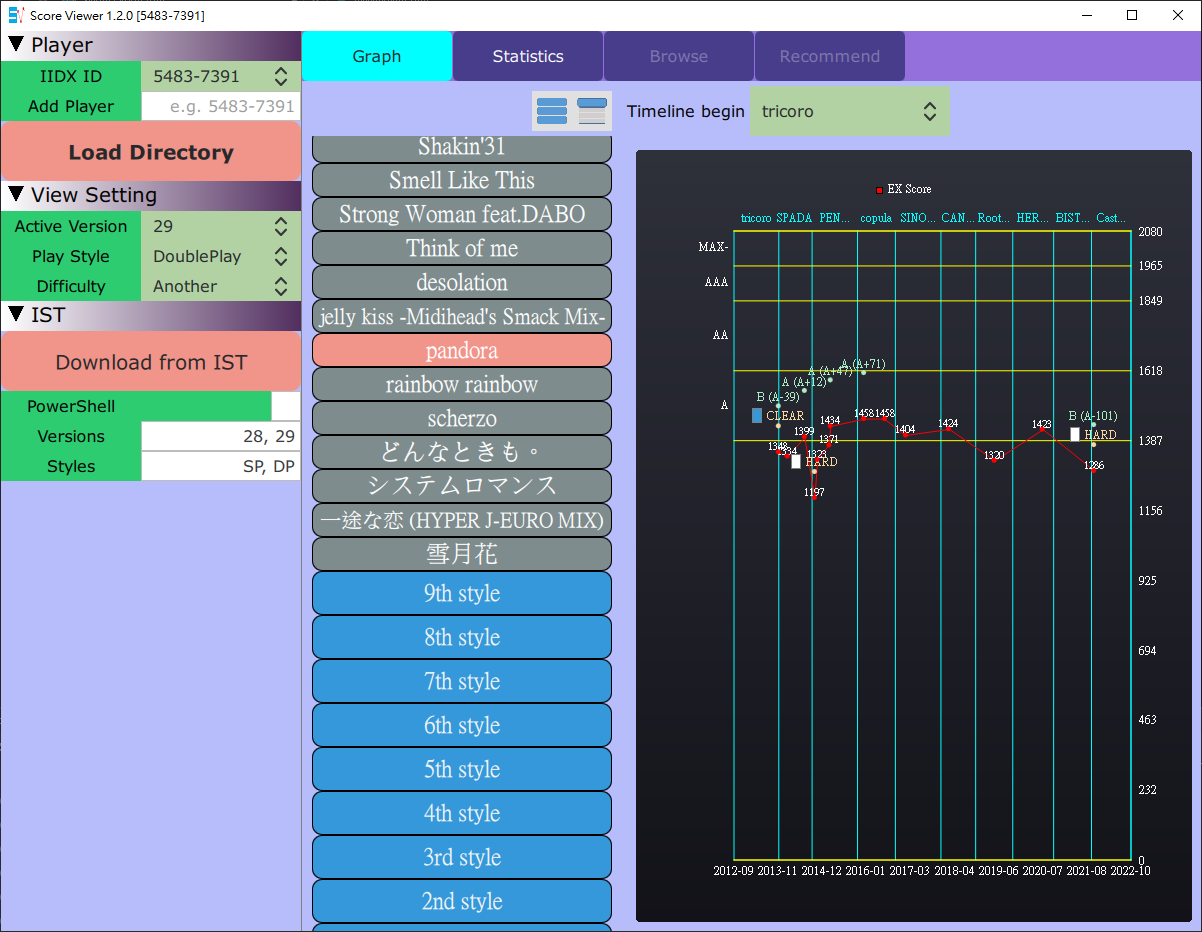 Score Viewer 1.2.0 [5483-7391]
Player
IIDX ID 5483-7391
Add Player e.g. 5483-7391
Load Directory
View Setting
Active Version 29
Play Style DoublePlay
Difficulty Another
IST
Download from IST
PowerShell
Versions 28, 29
Styles SP, DP
Graph Statistics Browse Recommend
Timeline begin tricoro
Shakin'31
Smell Like This
Strong Woman feat.DABO
Think of me
desolation
jelly kiss -Midihead's Smack Mix-
pandora
rainbow rainbow
scherzo
どんなときも。
システムロマンス
一途な恋 (HYPER J-EURO MIX)
雪月花
9th style
8th style
7th style
6th style
5th style
4th style
3rd style
2nd style
EX Score
tricoro SPADA PEN... copula SINO... CAN... Root... HER... BIST... Cast...
MAX-
AAA
AA
A
2080
1965
1849
1618
1387
1156
925
694
463
232
0
A (A+71)
A (A+47)
A (A+12)
B (A-39)
CLEAR
1348
1334
1399
HARD
1323
1197
1371
1434
1458
1458
1404
1424
1320
1423
B (A-101)
HARD
1286
2012-09 2013-11 2014-12 2016-01 2017-03 2018-04 2019-06 2020-07 2021-08 2022-10